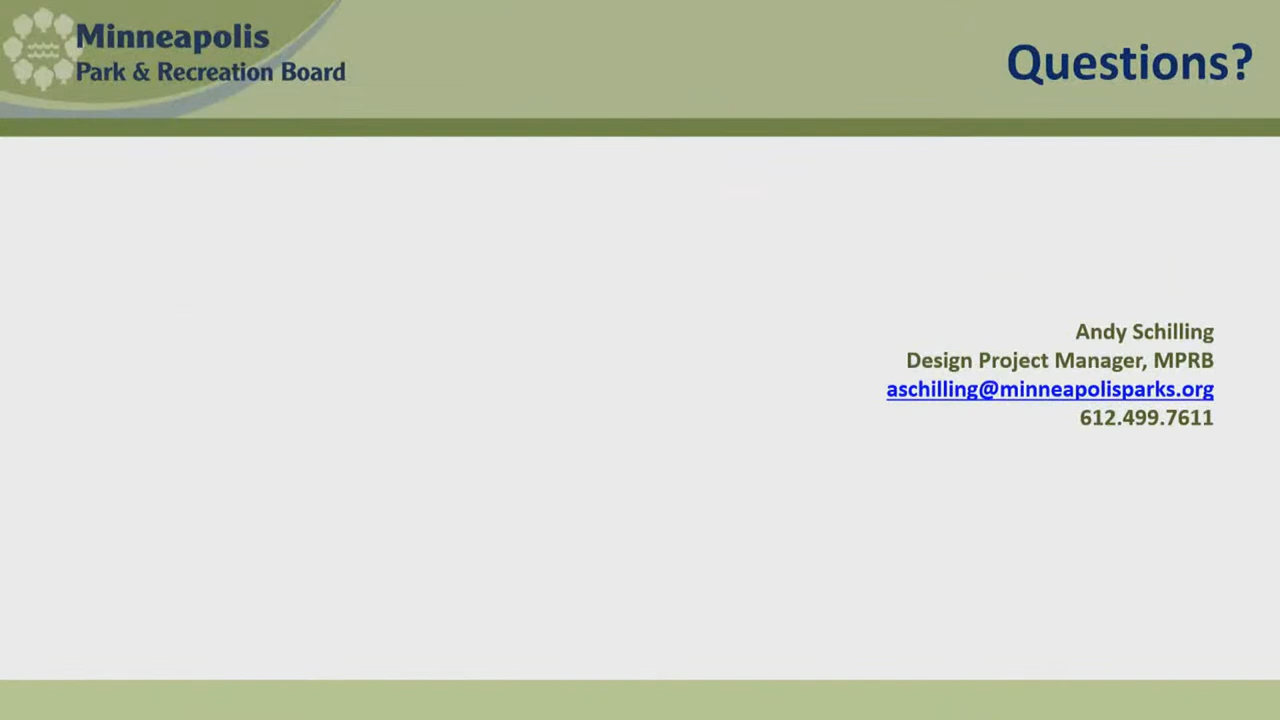 Minneapolis
Park & Recreation Board
Questions?
Andy Schilling
Design Project Manager, MPRB
aschilling@minneapolisparks.org
612.499.7611